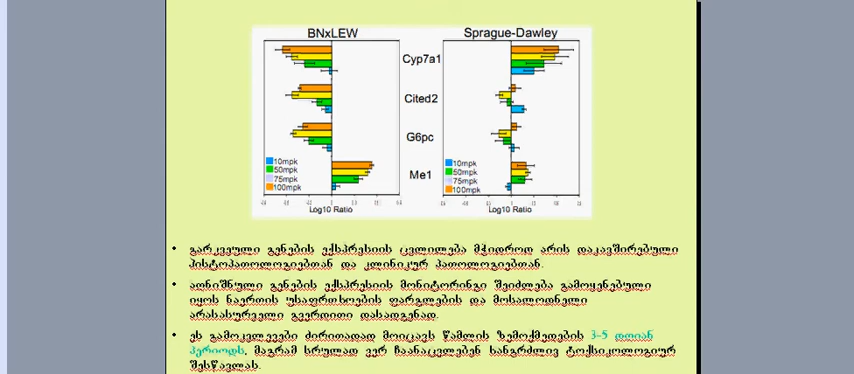 BNxLEW Sprague-Dawley
Cyp7a1
Cited2
G6pc
Me1
10mpk 10mpk
50mpk 50mpk
75mpk 75mpk
100mpk 100mpk
Log10 Ratio Log10 Ratio
• გარკვეული გენების ექსპრესიის ცვლილება მჭიდროდ არის დაკავშირებული
ჰისტოპათოლოგიებთან და კლინიკურ პათოლოგიებთან.
• აღნიშნული გენების ექსპრესიის მონიტორინგი შეიძლება გამოყენებული
იყოს ნაერთის უსაფრთხოების ფარგლების და მოსალოდნელი
არასასურველი გვერდითი დასადგენად.
• ეს გამოკვლევები ძირითადად მოიცავს წამლის ზემოქმედების 3-5 დღიან
პერიოდს, მაგრამ სრულად ვერ ჩაანაცვლებენ ხანგრძლივ ტოქსიკოლოგიურ
შესწავლას.